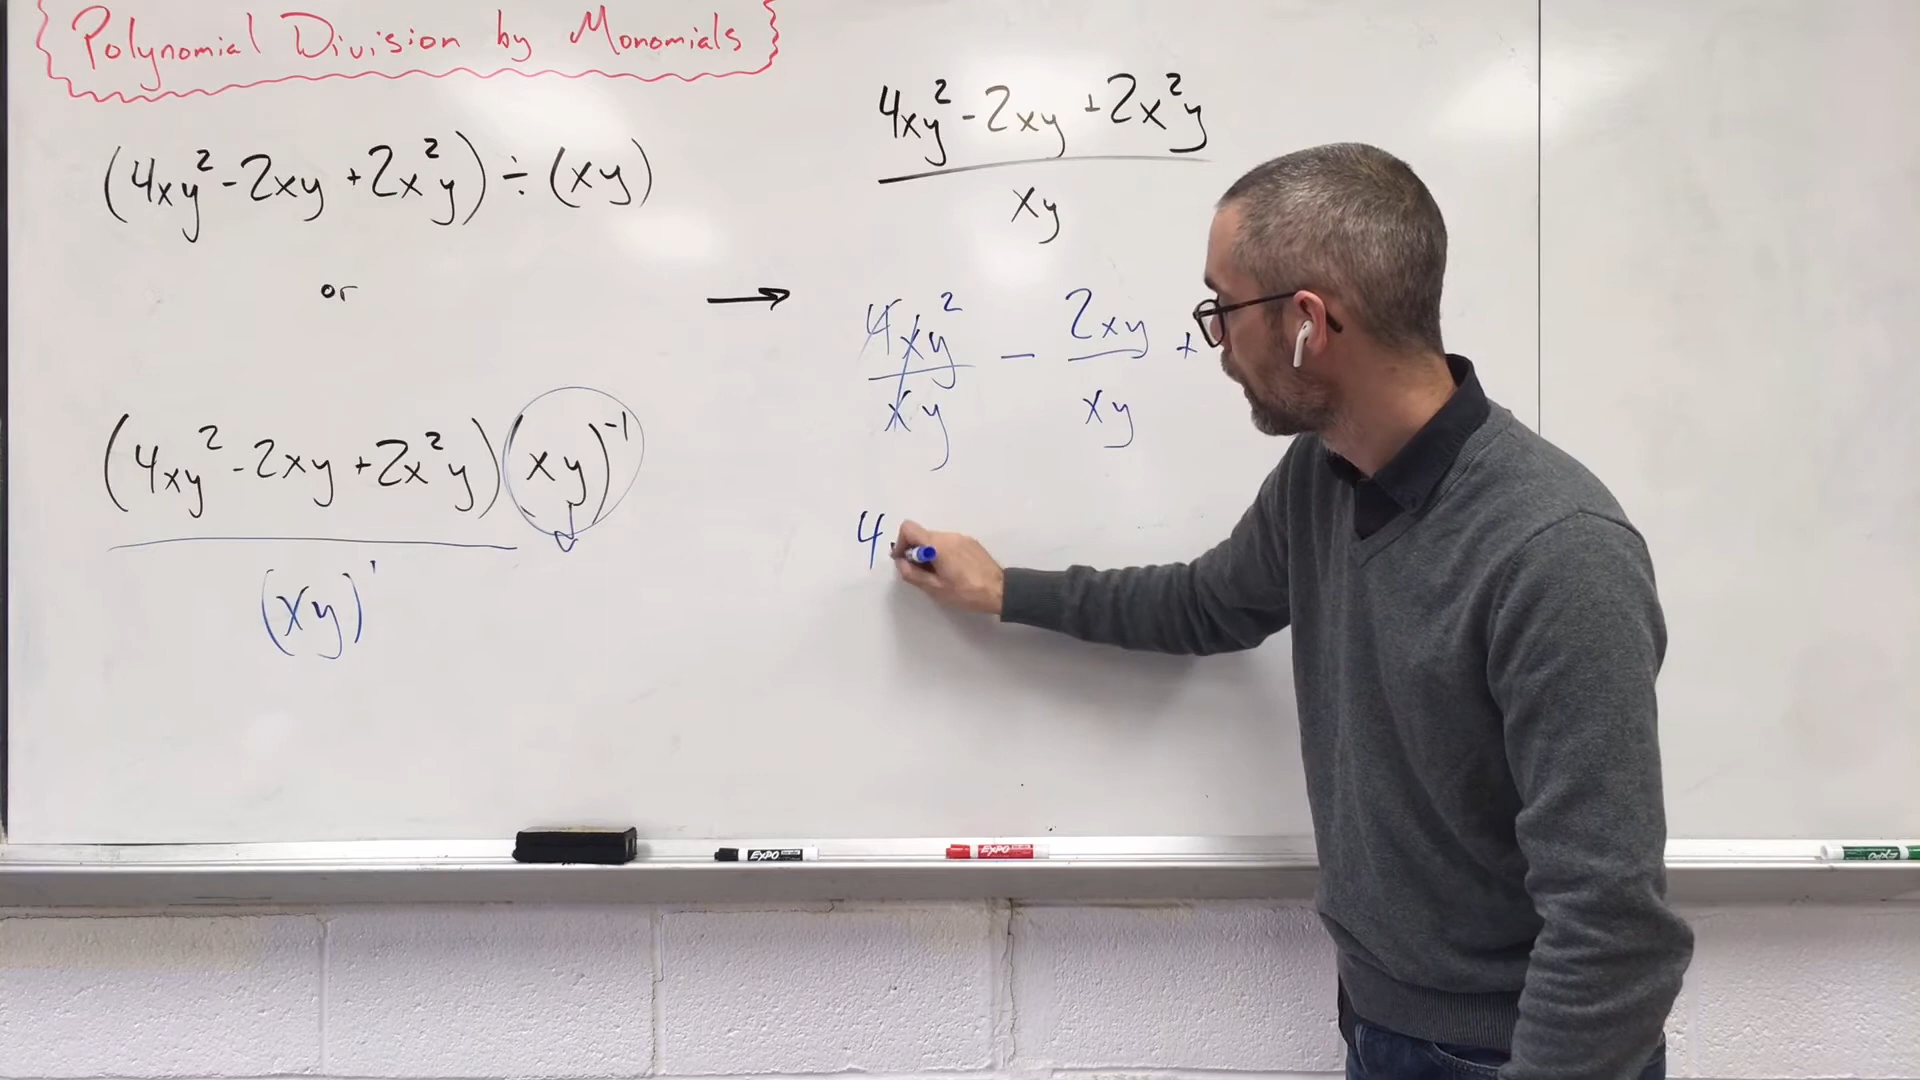 Polynomial Division by Monomials
(4xy² - 2xy + 2x²y) ÷ (xy)
or
(4xy² - 2xy + 2x²y)(xy)⁻¹
(xy)¹
→
4xy² - 2xy + 2x²y
xy
4xy² - 2xy +
xy xy
4
EXPO
EXPO
EXPO